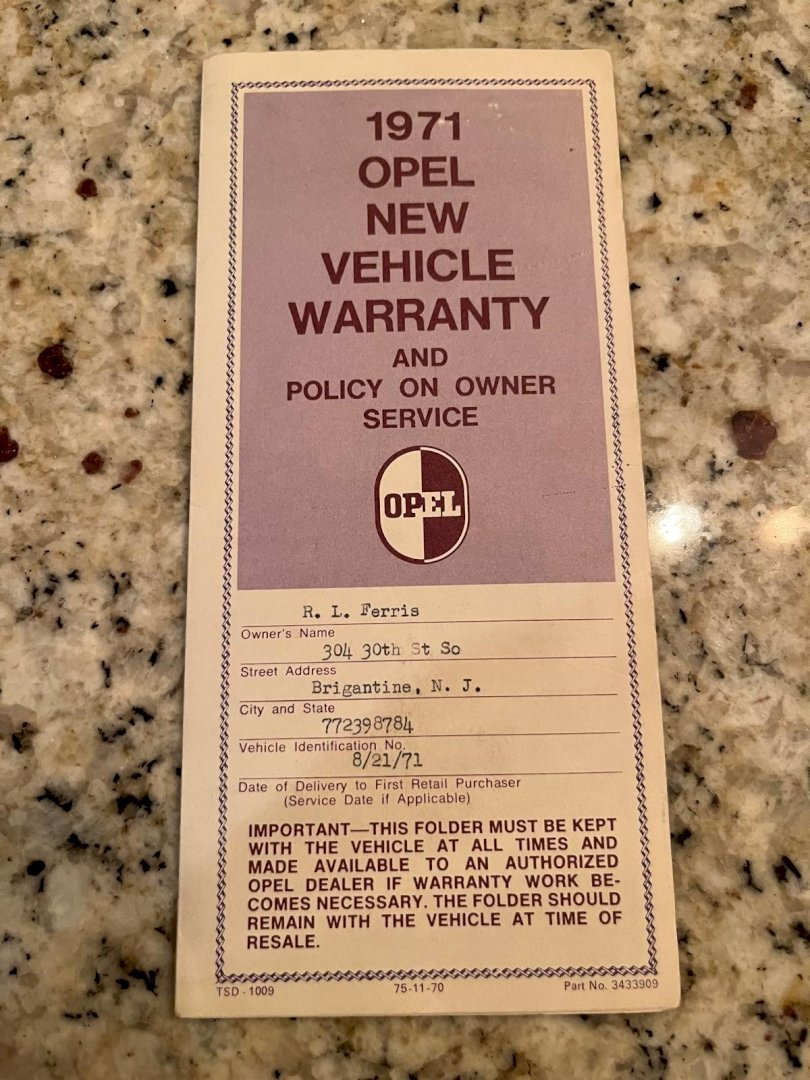 1971
OPEL
NEW
VEHICLE
WARRANTY
AND
POLICY ON OWNER
SERVICE
OPEL
R. L. Ferris
Owner's Name
304 30th St So
Street Address
Brigantine, N. J.
City and State
772398784
Vehicle Identification No.
8/21/71
Date of Delivery to First Retail Purchaser
(Service Date if Applicable)
IMPORTANT—THIS FOLDER MUST BE KEPT
WITH THE VEHICLE AT ALL TIMES AND
MADE AVAILABLE TO AN AUTHORIZED
OPEL DEALER IF WARRANTY WORK BE-
COMES NECESSARY. THE FOLDER SHOULD
REMAIN WITH THE VEHICLE AT TIME OF
RESALE.
TSD - 1009 75-11-70 Part No. 3433909